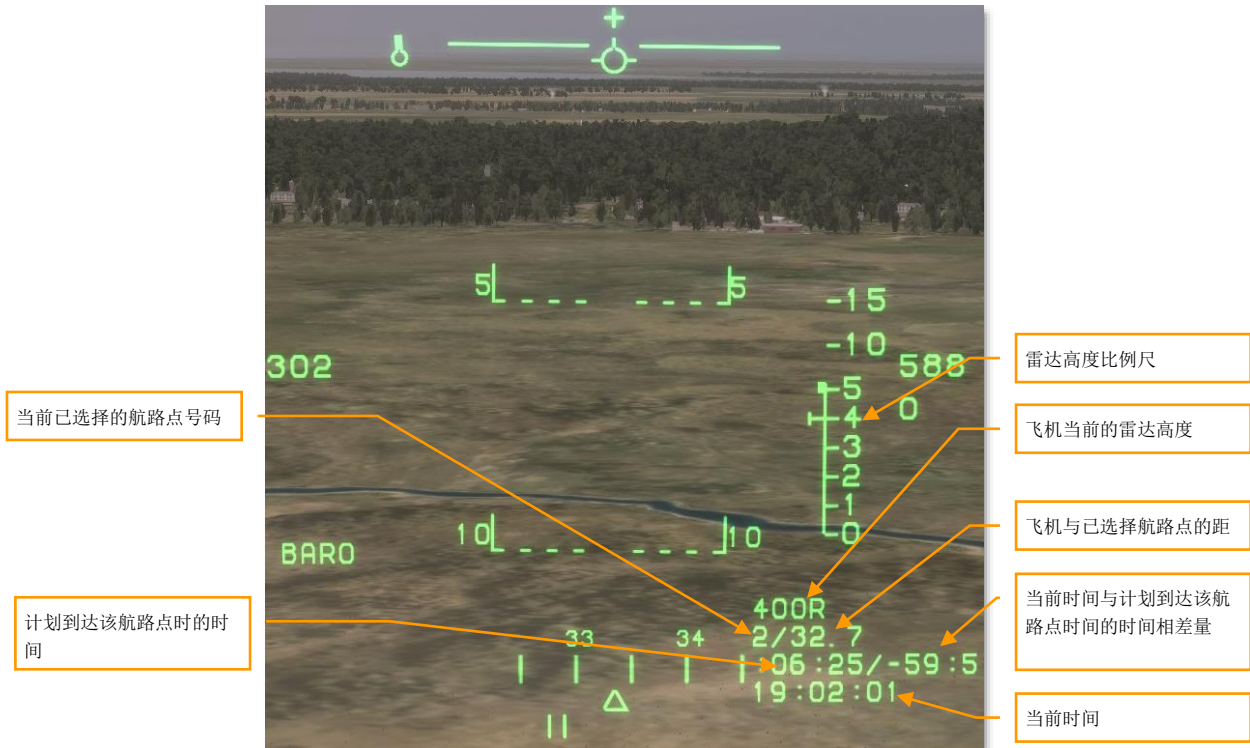 5 5
-15
-10
302
588
5
0
4
3
2
1
0
10 10
BARO
400R
33 34
2/32.7
:06:25/-59:5
19:02:01
当前已选择的航路点号码
计划到达该航路点时的时
间
雷达高度比例尺
飞机当前的雷达高度
飞机与已选择航路点的距
当前时间与计划到达该航
路点时间的时间相差量
当前时间